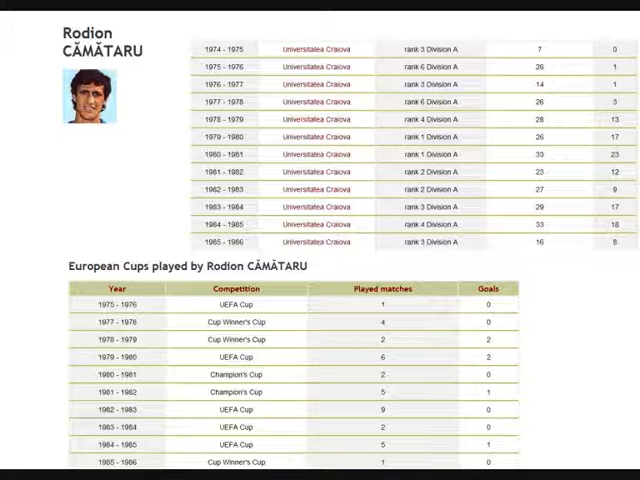 Rodion
CĂMĂTARU
1974 - 1975 Universitatea Craiova rank 3 Division A 7 0
1975 - 1976 Universitatea Craiova rank 6 Division A 26 1
1976 - 1977 Universitatea Craiova rank 3 Division A 14 1
1977 - 1978 Universitatea Craiova rank 6 Division A 26 3
1978 - 1979 Universitatea Craiova rank 4 Division A 28 13
1979 - 1980 Universitatea Craiova rank 1 Division A 26 17
1980 - 1981 Universitatea Craiova rank 1 Division A 33 23
1981 - 1982 Universitatea Craiova rank 2 Division A 23 12
1982 - 1983 Universitatea Craiova rank 2 Division A 27 9
1983 - 1984 Universitatea Craiova rank 3 Division A 29 17
1984 - 1985 Universitatea Craiova rank 4 Division A 33 18
1985 - 1986 Universitatea Craiova rank 3 Division A 16 8
European Cups played by Rodion CĂMĂTARU
Year Competition Played matches Goals
1975 - 1976 UEFA Cup 1 0
1977 - 1978 Cup Winner's Cup 4 0
1978 - 1979 Cup Winner's Cup 2 2
1979 - 1980 UEFA Cup 6 2
1980 - 1981 Champion's Cup 2 0
1981 - 1982 Champion's Cup 5 1
1982 - 1983 UEFA Cup 9 0
1983 - 1984 UEFA Cup 2 0
1984 - 1985 UEFA Cup 5 1
1985 - 1986 Cup Winner's Cup 1 0